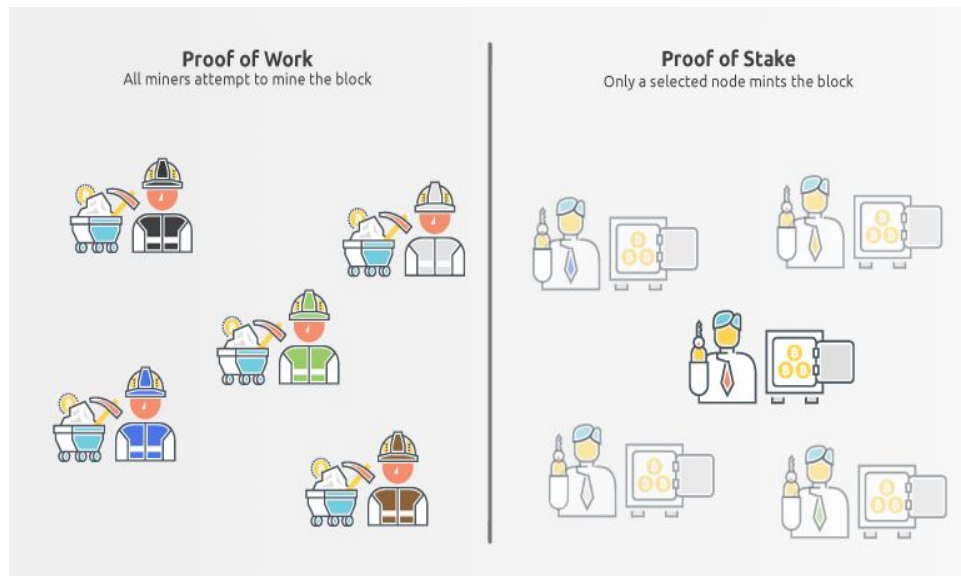 Proof of Work
All miners attempt to mine the block
Proof of Stake
Only a selected node mints the block